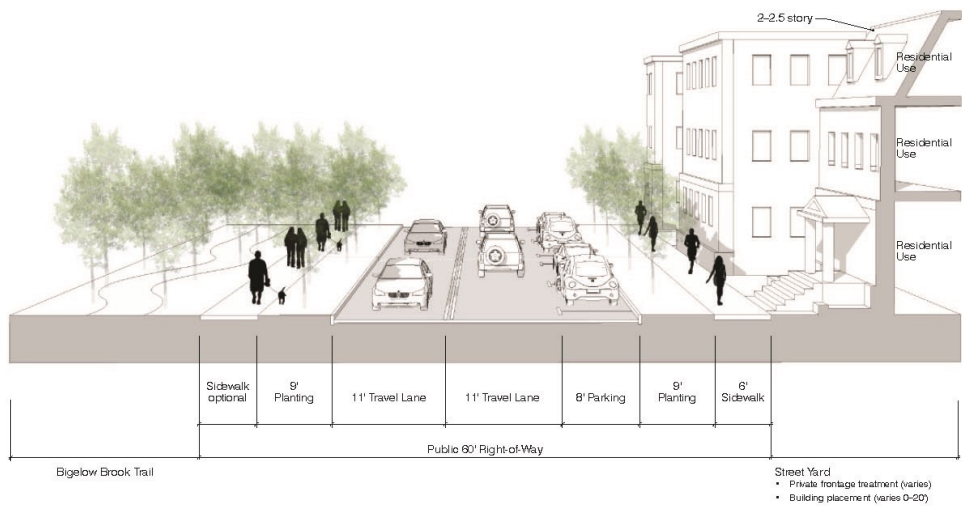 2–2.5 story
Residential
Use
Residential
Use
Residential
Use
Sidewalk
optional
9'
Planting
11' Travel Lane
11' Travel Lane
8' Parking
9'
Planting
6'
Sidewalk
Public 60' Right-of-Way
Bigelow Brook Trail
Street Yard
• Private frontage treatment (varies)
• Building placement (varies 0–20')